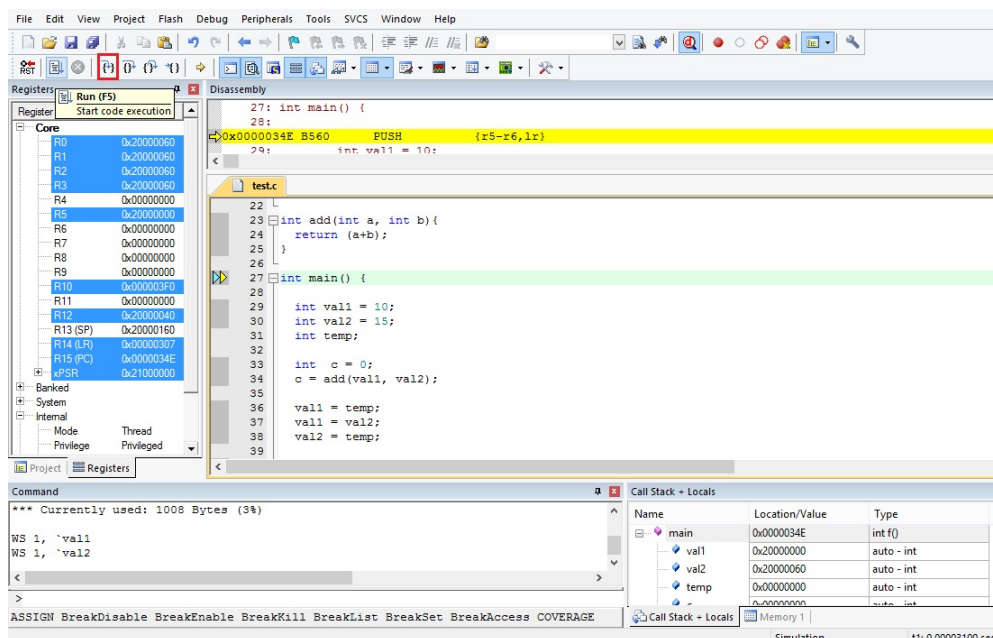 File Edit View Project Flash Debug Peripherals Tools SVCS Window Help
RST
Registers
Disassembly
Run (F5)
Start code execution
Register
Core
R0 0x20000060
R1 0x20000060
R2 0x20000060
R3 0x20000060
R4 0x00000000
R5 0x20000000
R6 0x00000000
R7 0x00000000
R8 0x00000000
R9 0x00000000
R10 0x000003F0
R11 0x00000000
R12 0x20000040
R13 (SP) 0x20000160
R14 (LR) 0x00000307
R15 (PC) 0x0000034E
xPSR 0x21000000
Banked
System
Internal
Mode Thread
Privilege Privileged
Project Registers
27: int main() {
28:
0x0000034E B560 PUSH {r5-r6,lr}
29: int val1 = 10;
test.c
22
23 int add(int a, int b){
24 return (a+b);
25 }
26
27 int main() {
28
29 int val1 = 10;
30 int val2 = 15;
31 int temp;
32
33 int c = 0;
34 c = add(val1, val2);
35
36 val1 = temp;
37 val1 = val2;
38 val2 = temp;
39
Command
*** Currently used: 1008 Bytes (3%)
WS 1, `val1
WS 1, `val2
>
ASSIGN BreakDisable BreakEnable BreakKill BreakList BreakSet BreakAccess COVERAGE
Call Stack + Locals
Name Location/Value Type
main 0x0000034E int f()
val1 0x20000000 auto - int
val2 0x20000060 auto - int
temp 0x00000000 auto - int
c 0x00000000 auto - int
Call Stack + Locals Memory 1
Simulation t1: 0.00003100 sec